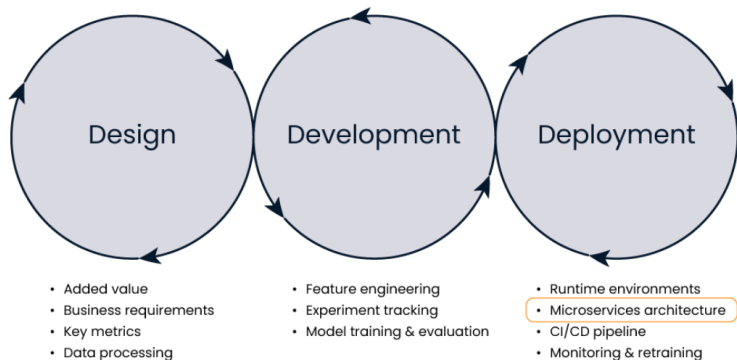 Design
Development
Deployment
• Added value
• Business requirements
• Key metrics
• Data processing
• Feature engineering
• Experiment tracking
• Model training & evaluation
• Runtime environments
• Microservices architecture
• CI/CD pipeline
• Monitoring & retraining